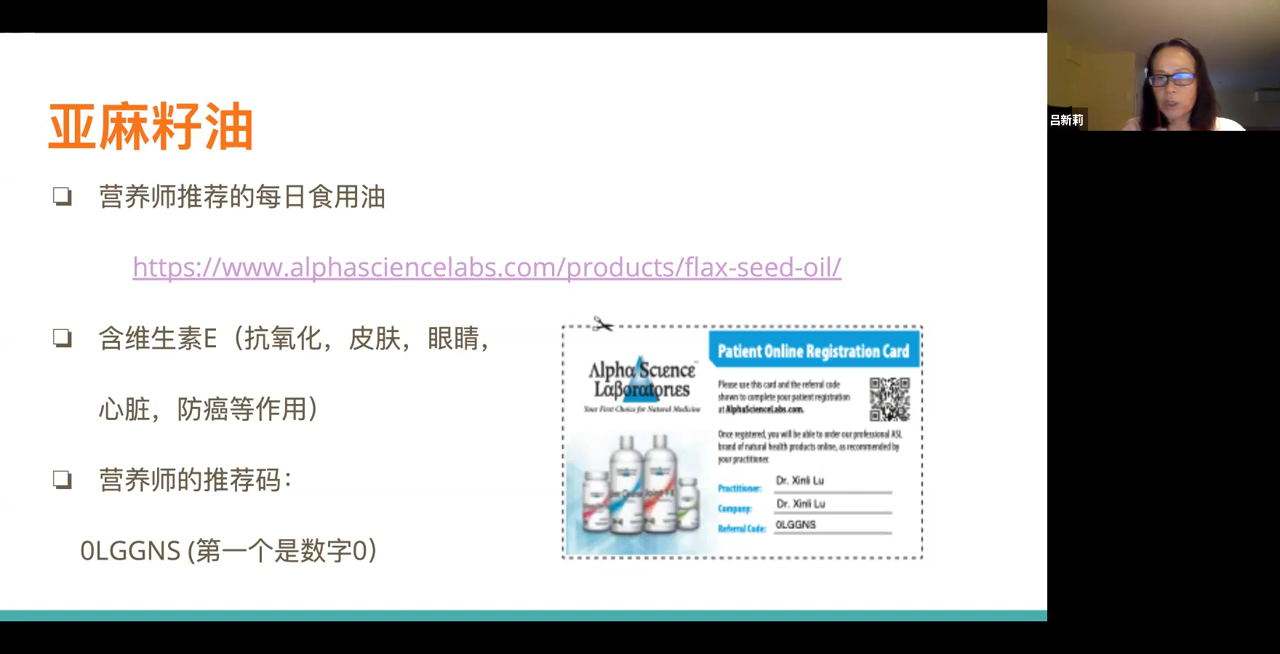 亚麻籽油
❏ 营养师推荐的每日食用油
https://www.alphasciencelabs.com/products/flax-seed-oil/
❏ 含维生素E（抗氧化，皮肤，眼睛，
心脏，防癌等作用）
❏ 营养师的推荐码：
0LGGNS (第一个是数字0）
Alpha Science
Laboratories
Your First Choice for Natural Medicine
Patient Online Registration Card
Please use this card and the referral code
shown to complete your patient registration
at AlphaScienceLabs.com.
Once registered, you will be able to order our professional ASL
brand of natural health products online, as recommended by
your practitioner.
Practitioner: Dr. Xinli Lu
Company: Dr. Xinli Lu
Referral Code: 0LGGNS
吕新莉